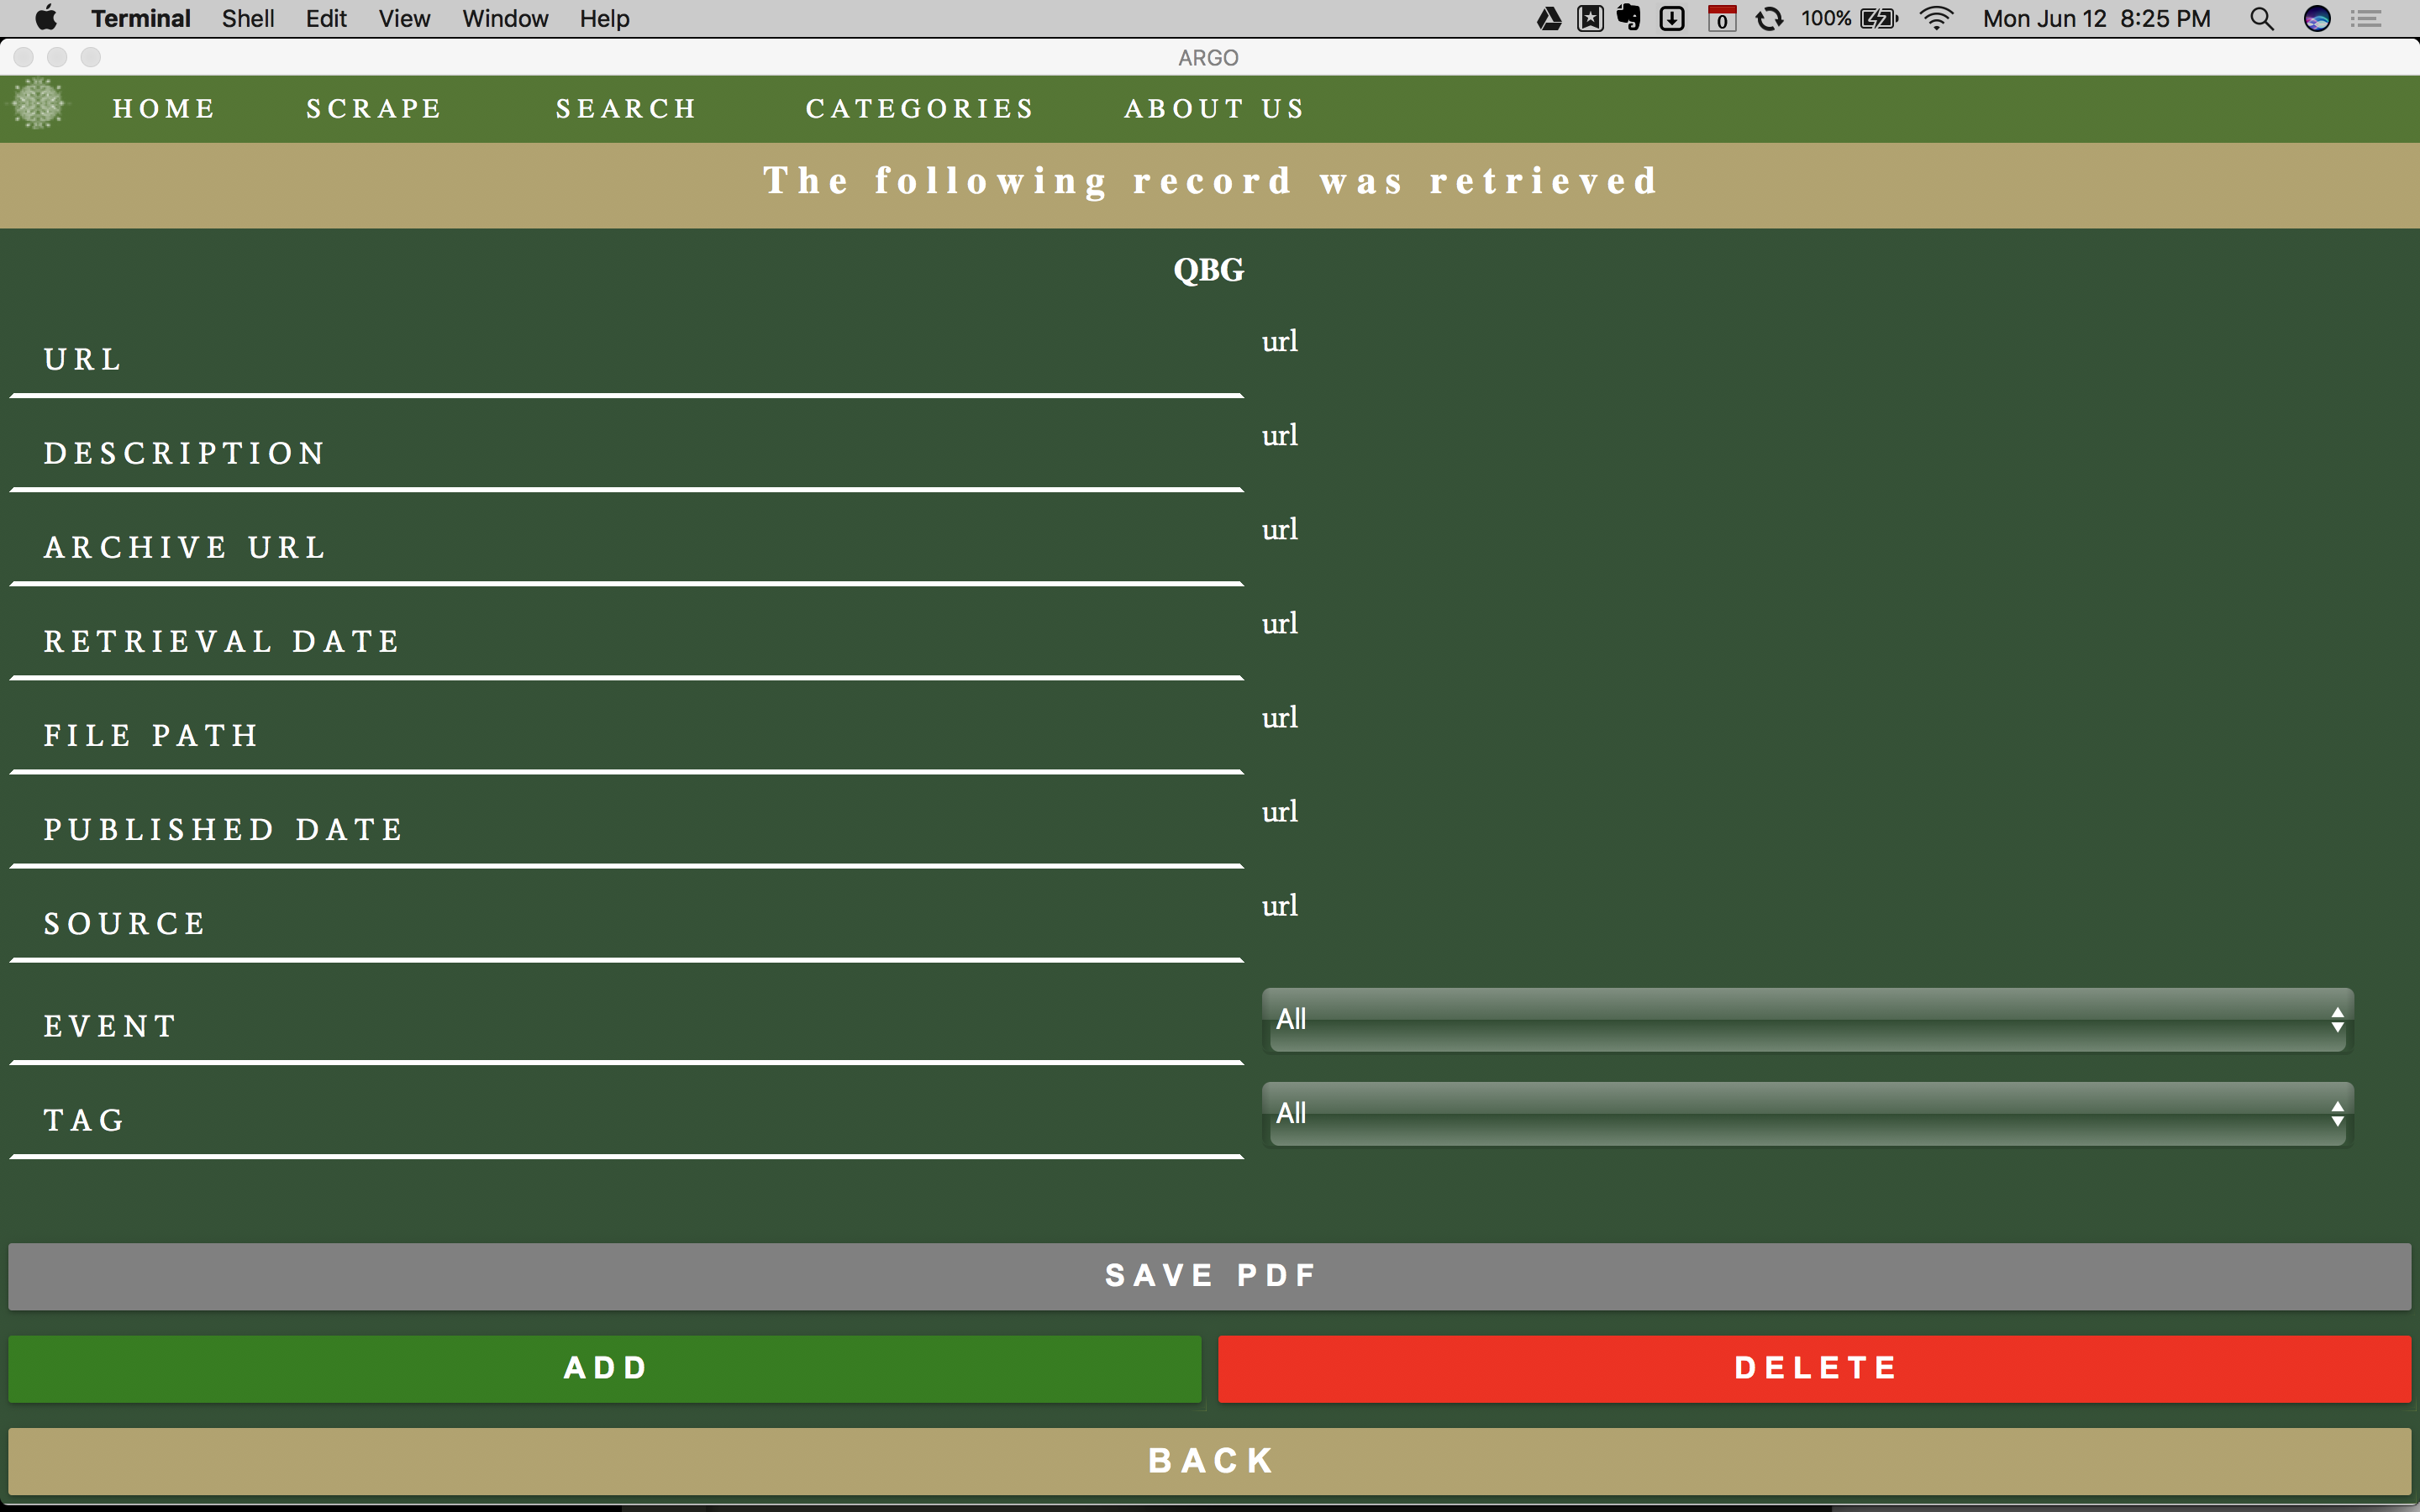 Terminal Shell Edit View Window Help 0 100% Mon Jun 12 8:25 PM
ARGO
HOME SCRAPE SEARCH CATEGORIES ABOUT US
The following record was retrieved
QBG
URL url
DESCRIPTION url
ARCHIVE URL url
RETRIEVAL DATE url
FILE PATH url
PUBLISHED DATE url
SOURCE url
EVENT All
TAG All
SAVE PDF
ADD DELETE
BACK